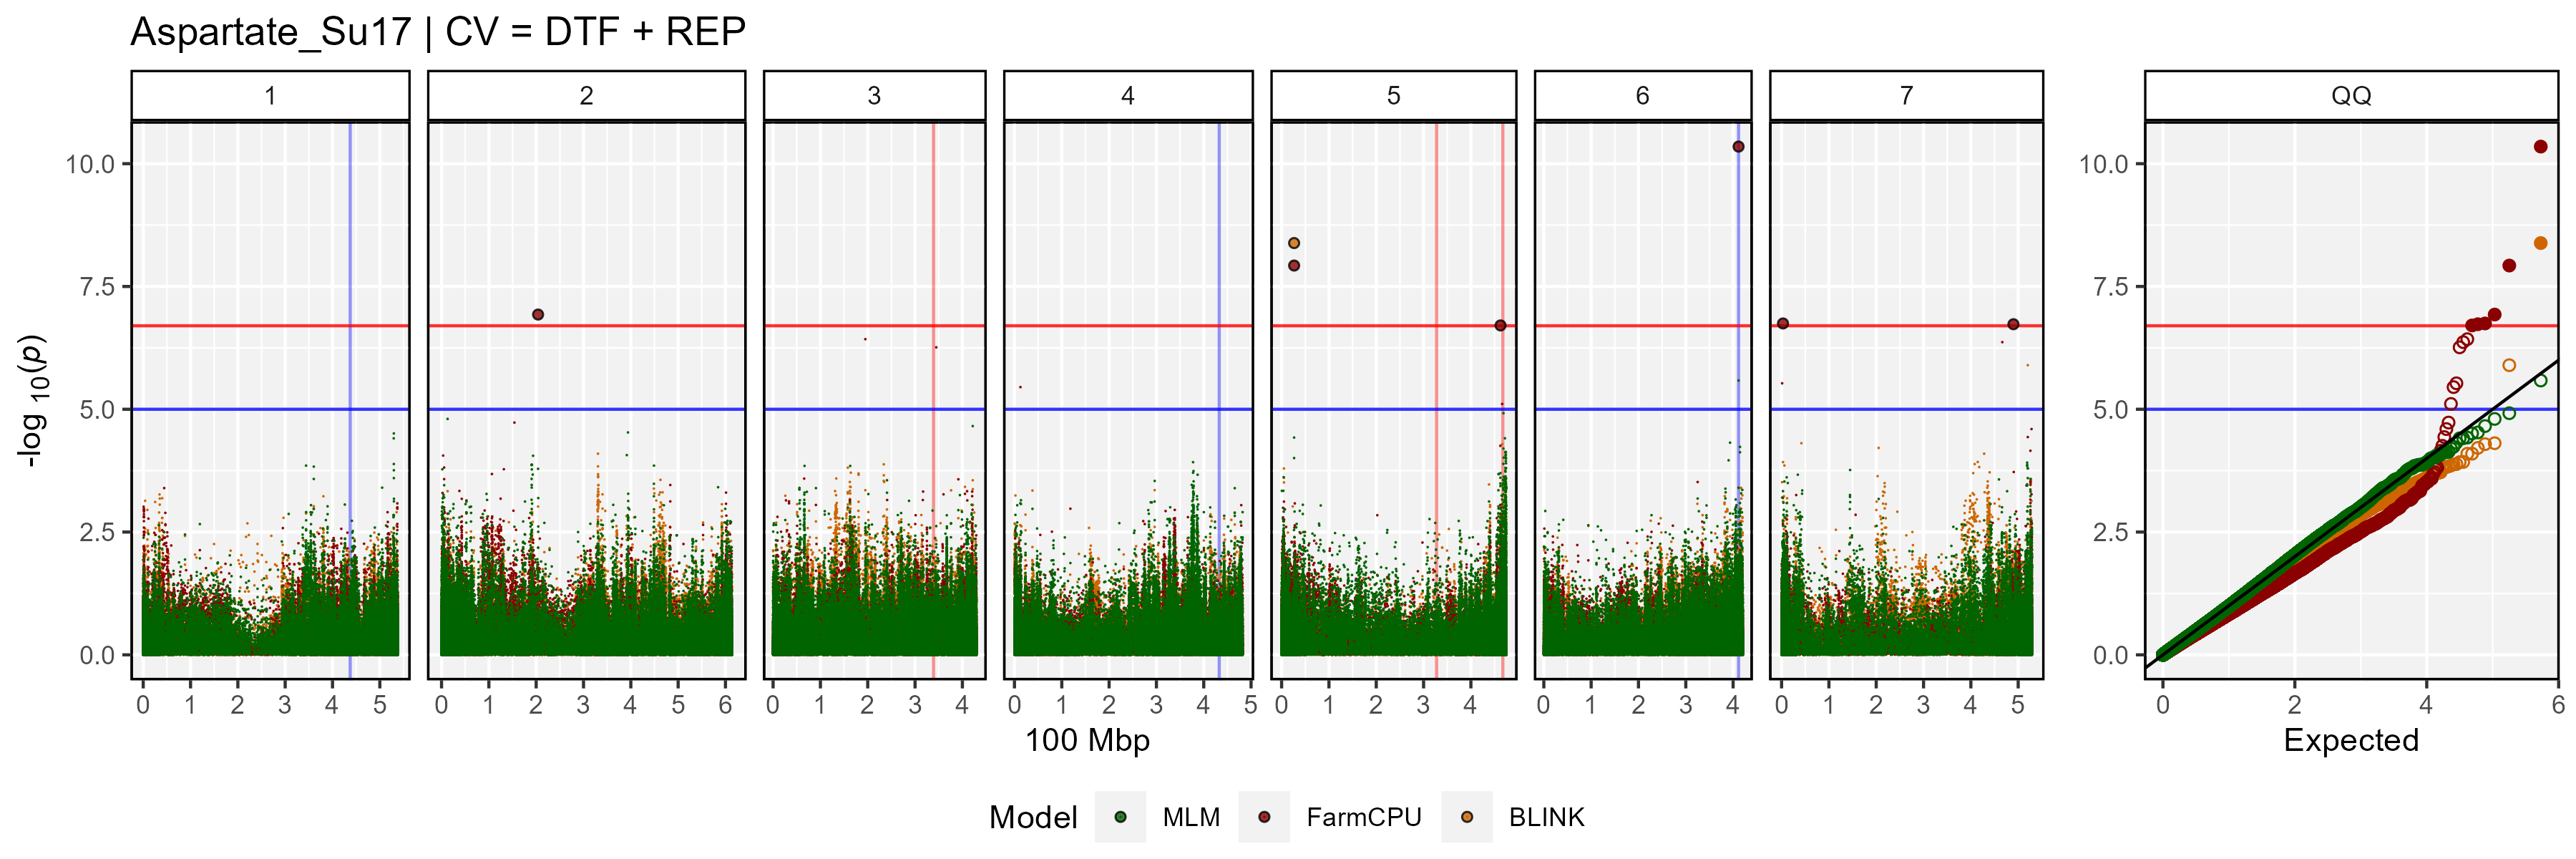 Aspartate_Su17 | CV = DTF + REP
1 2 3 4 5 6 7 QQ
-log 10(p)
10.0 10.0
7.5 7.5
5.0 5.0
2.5 2.5
0.0 0.0
0 1 2 3 4 5 0 1 2 3 4 5 6 0 1 2 3 4 0 1 2 3 4 5 0 1 2 3 4 0 1 2 3 4 0 1 2 3 4 5 0 2 4 6
100 Mbp Expected
Model MLM FarmCPU BLINK